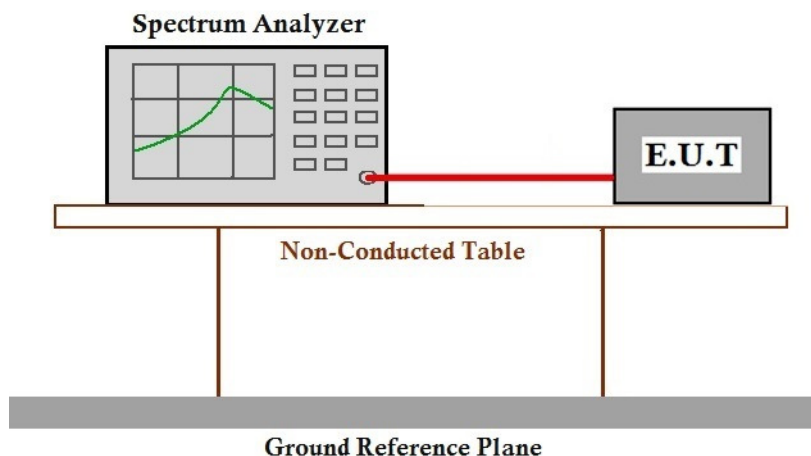 Spectrum Analyzer
E.U.T
Non-Conducted Table
Ground Reference Plane